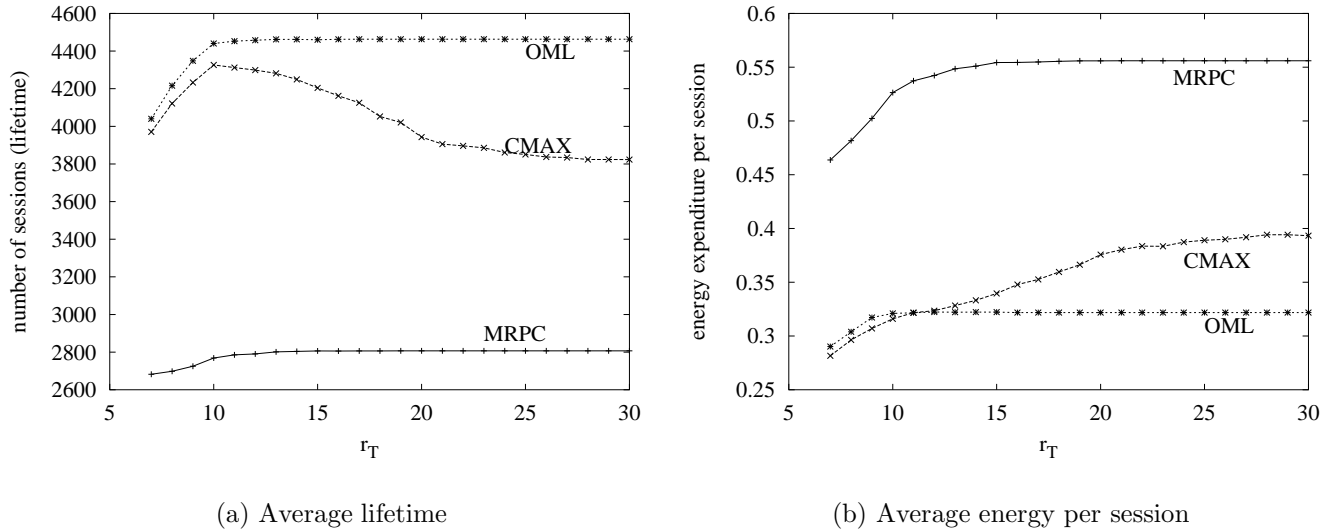 number of sessions (lifetime)
4600
4400
4200
4000
3800
3600
3400
3200
3000
2800
2600
5
10
15
20
25
30
r_T
OML
CMAX
MRPC
(a) Average lifetime
energy expenditure per session
0.6
0.55
0.5
0.45
0.4
0.35
0.3
0.25
5
10
15
20
25
30
r_T
MRPC
CMAX
OML
(b) Average energy per session